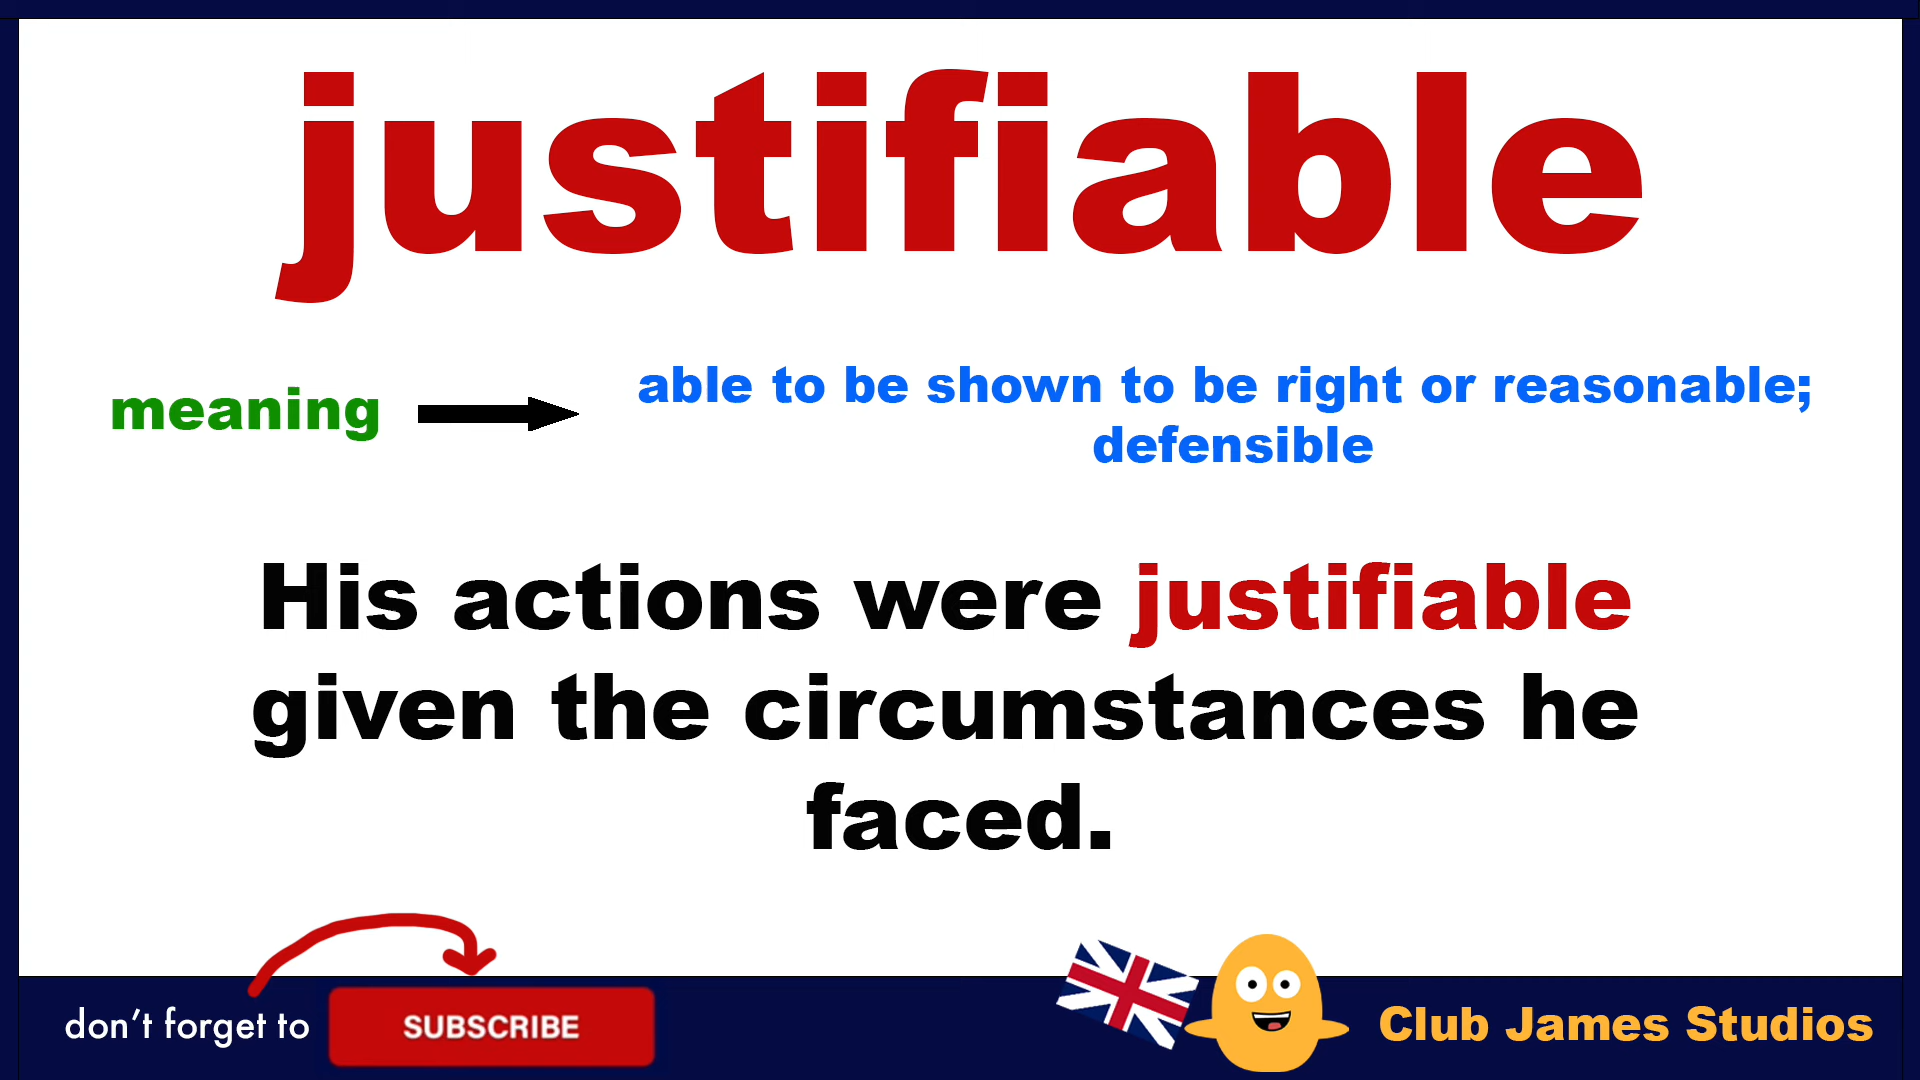 justifiable
meaning
able to be shown to be right or reasonable;
defensible
His actions were justifiable
given the circumstances he
faced.
don't forget to
SUBSCRIBE
Club James Studios